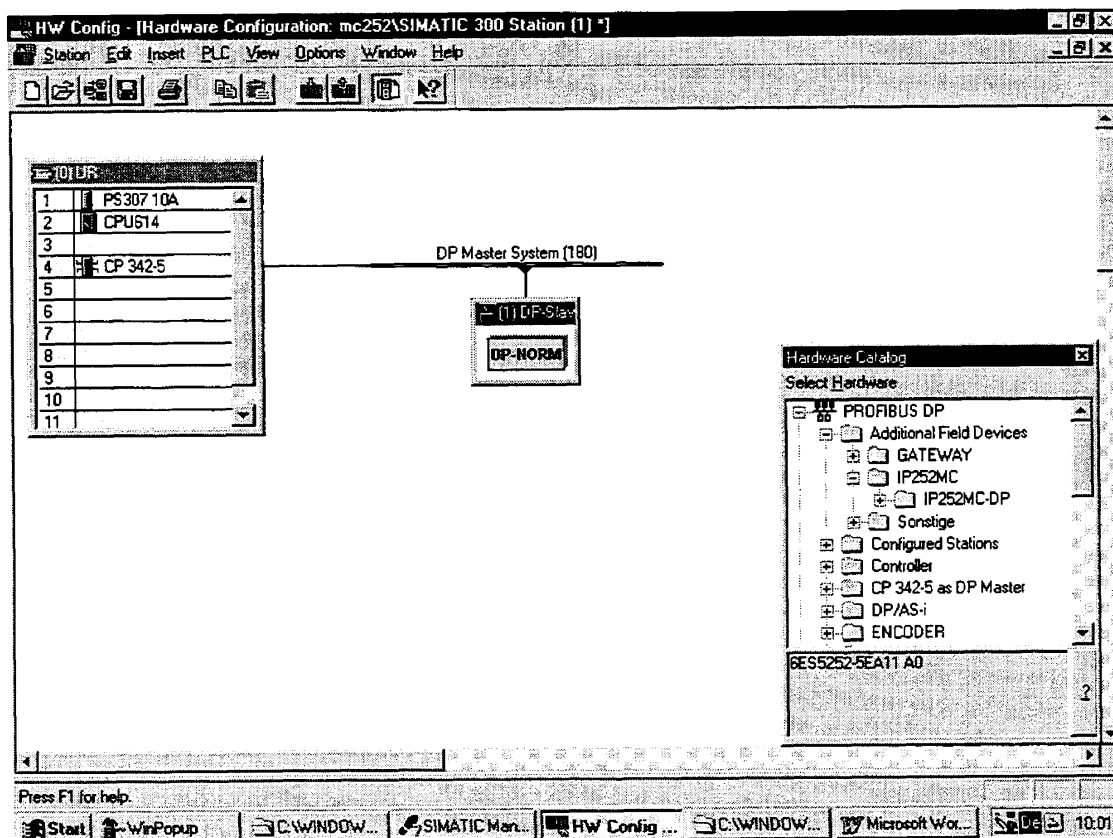 HW Config - [Hardware Configuration: mc252\SIMATIC 300 Station (1) *]
Station Edit Insert PLC View Options Window Help
(0) UR
1 PS307 10A
2 CPU614
3
4 CP 342-5
5
6
7
8
9
10
11
DP Master System (180)
(1) DP-Slav
DP-NORM
Hardware Catalog
Select Hardware
PROFIBUS DP
Additional Field Devices
GATEWAY
IP252MC
IP252MC-DP
Sonstige
Configured Stations
Controller
CP 342-5 as DP Master
DP/AS-i
ENCODER
6ES5252-5EA11 A0
?
Press F1 for help.
Start WinPopup C:\WINDOW... SIMATIC Man... HW Config ... C:\WINDOW... Microsoft Wor... De 10:01